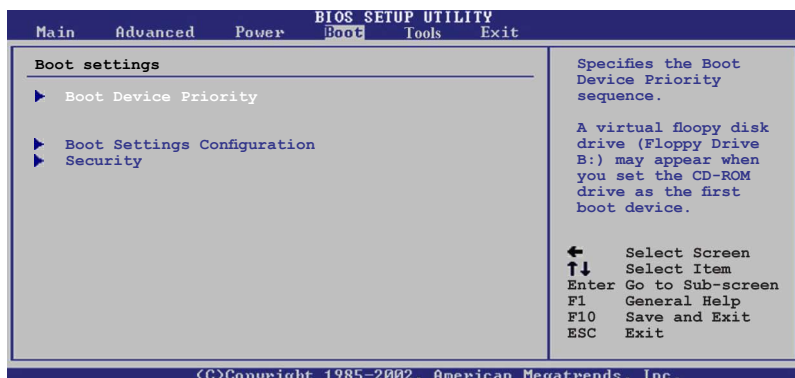 BIOS SETUP UTILITY
Main Advanced Power Boot Tools Exit
Boot settings
Boot Device Priority
Boot Settings Configuration
Security
Specifies the Boot
Device Priority
sequence.
A virtual floopy disk
drive (Floppy Drive
B:) may appear when
you set the CD-ROM
drive as the first
boot device.
← Select Screen
↑↓ Select Item
Enter Go to Sub-screen
F1 General Help
F10 Save and Exit
ESC Exit
(C)Copyright 1985-2002, American Megatrends, Inc.